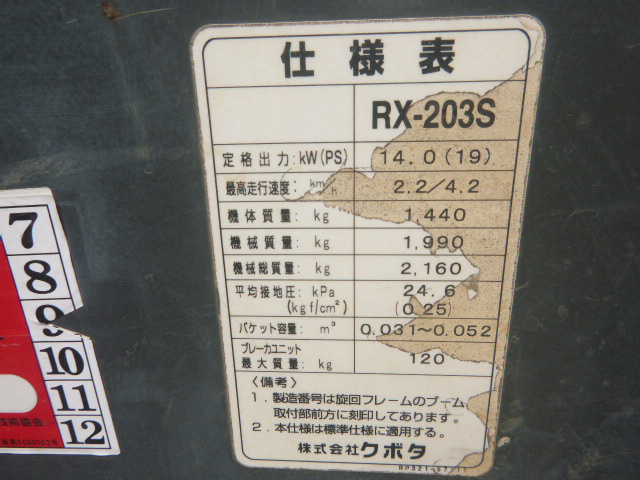 仕様表
RX-203S
定格出力:kW(PS) 14.0(19)
最高走行速度: km/h 2.2/4.2
機体質量: kg 1,440
機械質量: kg 1,990
機械総質量: kg 2,160
平均接地圧: kPa 24.6
(kgf/cm²) (0.25)
バケット容量: m³ 0.031~0.052
ブレーカユニット
最大質量: kg 120
〈備考〉
1.製造番号は旋回フレームのブーム
取付部前方に刻印してあります。
2.本仕様は標準仕様に適用する。
株式会社クボタ
7
8
9
10
11
12
技術協会